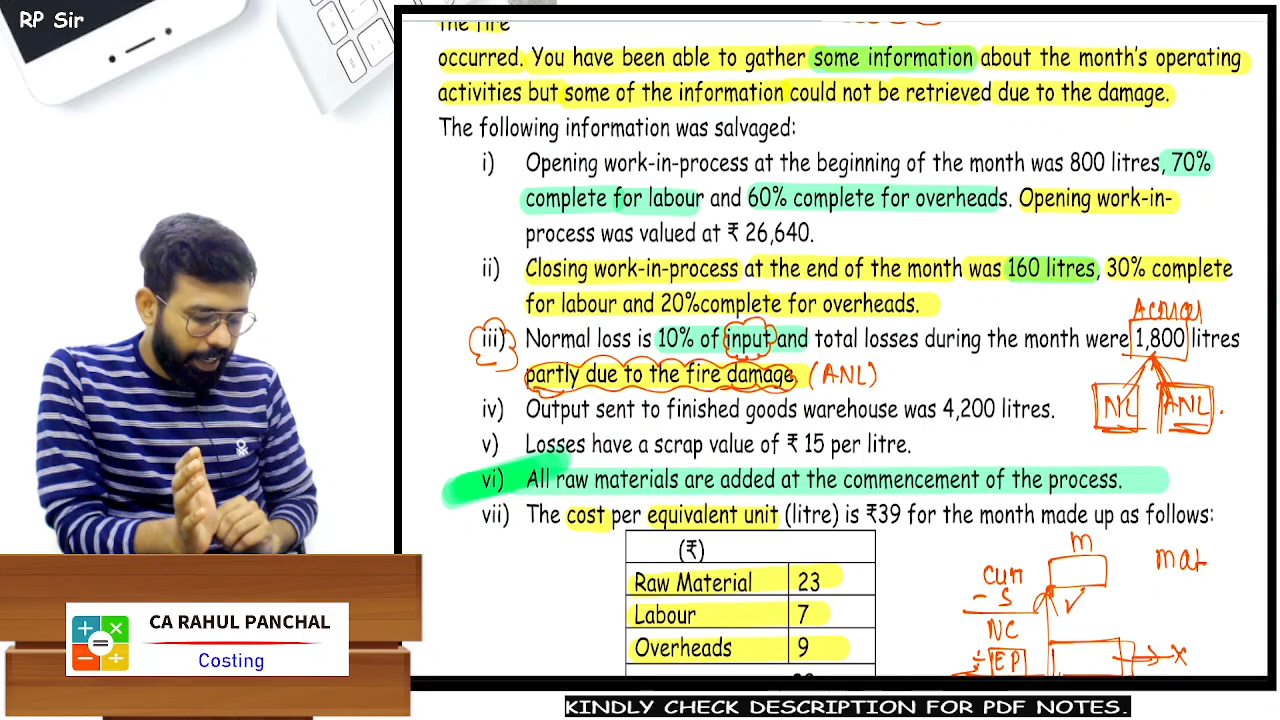 RP Sir
the fire
occurred. You have been able to gather some information about the month's operating
activities but some of the information could not be retrieved due to the damage.
The following information was salvaged:
i) Opening work-in-process at the beginning of the month was 800 litres, 70%
complete for labour and 60% complete for overheads. Opening work-in-
process was valued at ₹ 26,640.
ii) Closing work-in-process at the end of the month was 160 litres, 30% complete
for labour and 20%complete for overheads.
Actual
iii) Normal loss is 10% of input and total losses during the month were 1,800 litres
partly due to the fire damage. (ANL)
NL ANL
iv) Output sent to finished goods warehouse was 4,200 litres.
v) Losses have a scrap value of ₹ 15 per litre.
vi) All raw materials are added at the commencement of the process.
vii) The cost per equivalent unit (litre) is ₹39 for the month made up as follows:
(₹)
Raw Material 23
Labour 7
Overheads 9
m
mat
curr
- S
NC
÷ EP
x
CA RAHUL PANCHAL
Costing
KINDLY CHECK DESCRIPTION FOR PDF NOTES.